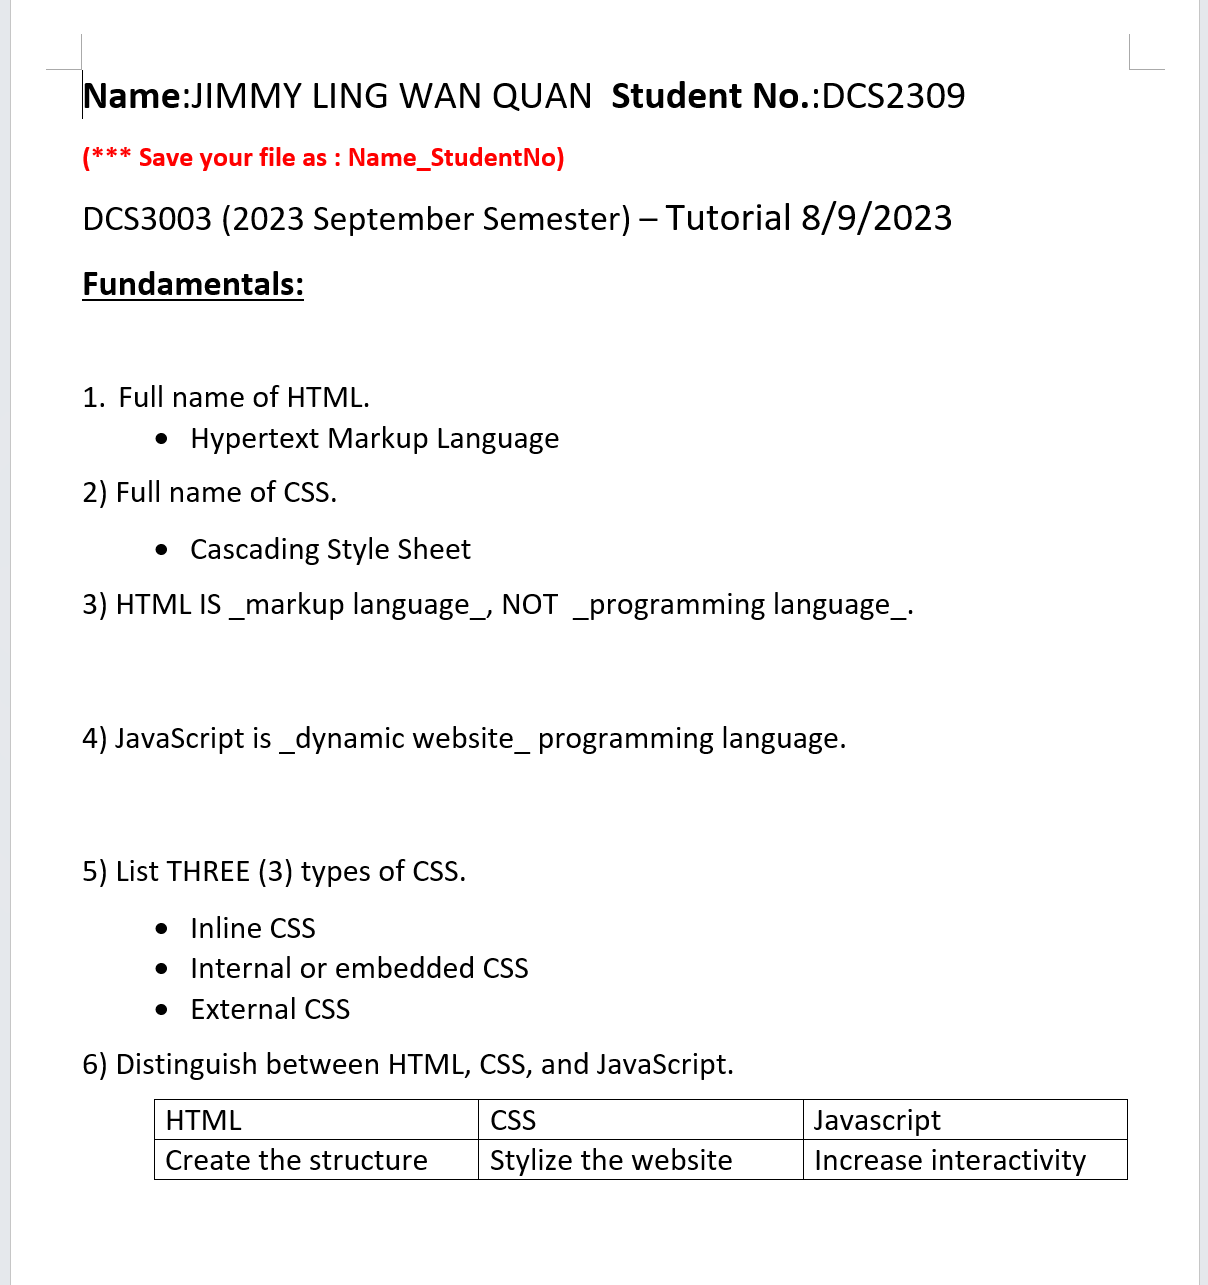 Name:JIMMY LING WAN QUAN Student No.:DCS2309
(*** Save your file as : Name_StudentNo)
DCS3003 (2023 September Semester) – Tutorial 8/9/2023
Fundamentals:
1. Full name of HTML.
• Hypertext Markup Language
2) Full name of CSS.
• Cascading Style Sheet
3) HTML IS _markup language_, NOT _programming language_.
4) JavaScript is _dynamic website_ programming language.
5) List THREE (3) types of CSS.
• Inline CSS
• Internal or embedded CSS
• External CSS
6) Distinguish between HTML, CSS, and JavaScript.
HTML CSS Javascript
Create the structure Stylize the website Increase interactivity